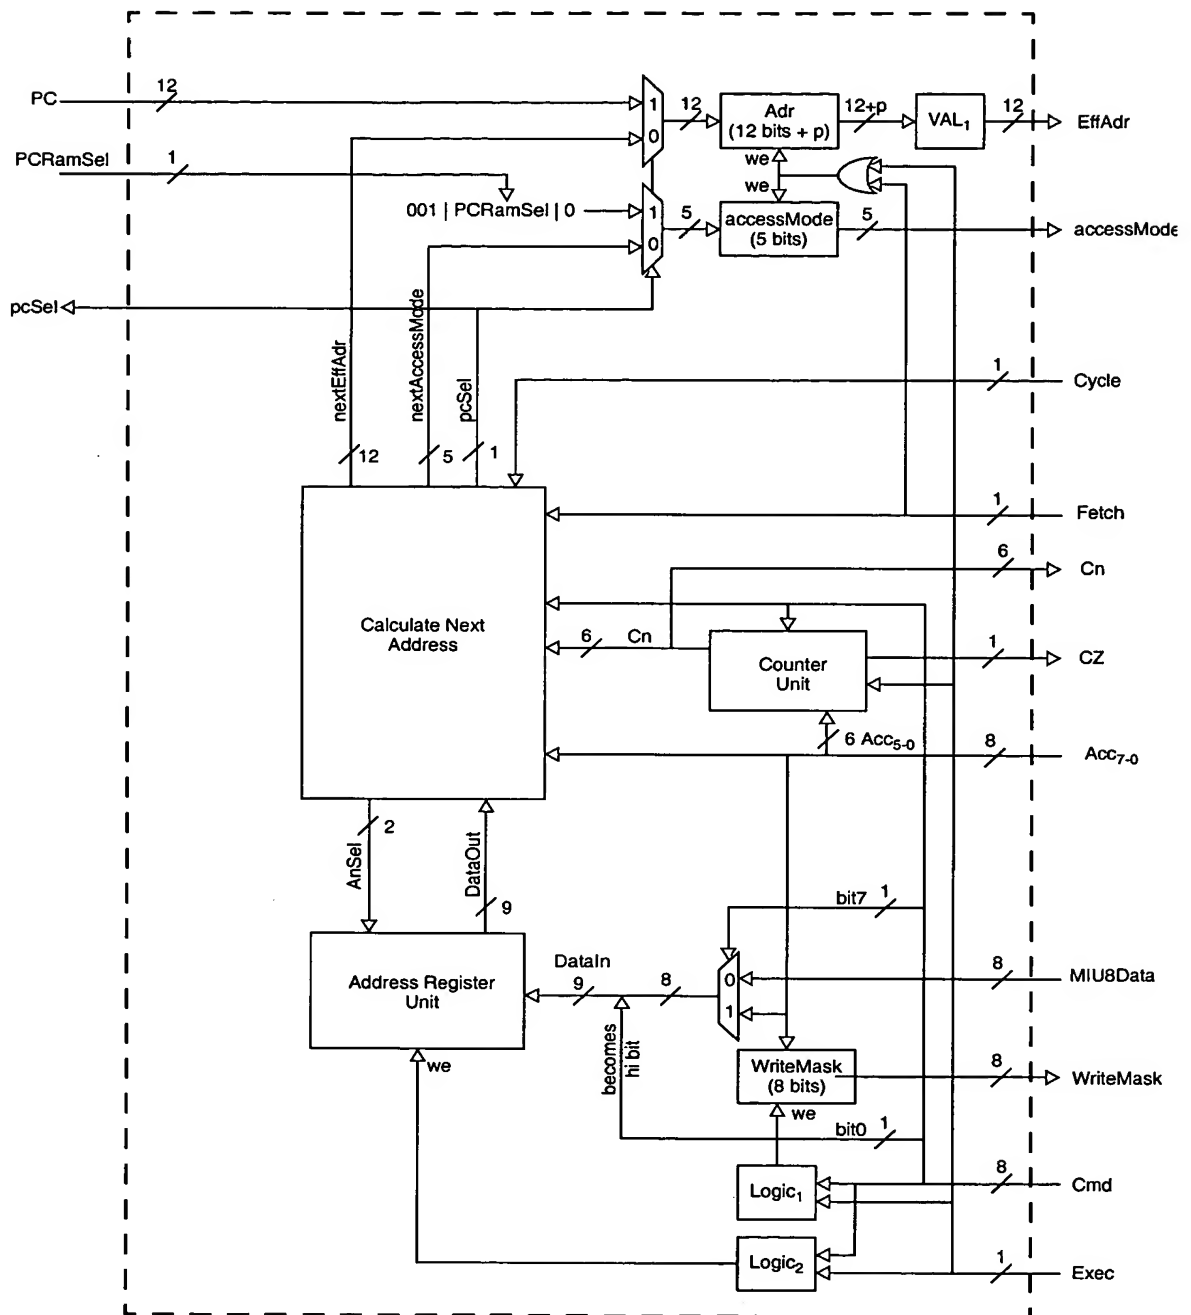 PC
12
1
0
12
Adr
(12 bits + p)
12+p
VAL1
12
EffAdr
PCRamSel
1
we
we
001 | PCRamSel | 0
1
0
5
accessMode
(5 bits)
5
accessMode
pcSel
nextEffAdr
nextAccessMode
pcSel
1
Cycle
12
5
1
1
Fetch
6
Cn
Calculate Next
Address
6
Cn
Counter
Unit
1
CZ
6 Acc5-0
8
Acc7-0
AnSel
2
DataOut
9
bit7
1
Address Register
Unit
DataIn
9
8
0
1
8
MIU8Data
becomes
hi bit
we
WriteMask
(8 bits)
8
WriteMask
we
bit0
1
Logic1
8
Cmd
Logic2
1
Exec